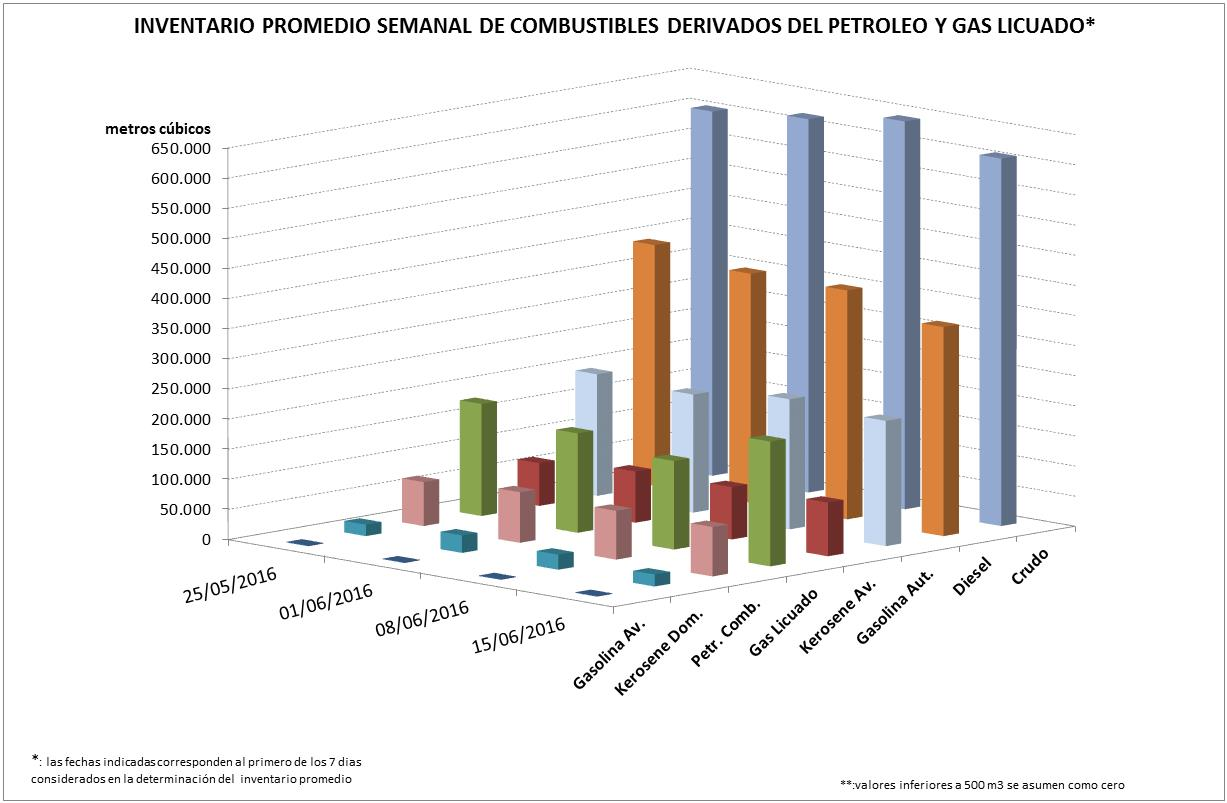 INVENTARIO PROMEDIO SEMANAL DE COMBUSTIBLES DERIVADOS DEL PETROLEO Y GAS LICUADO*
metros cúbicos
650.000
600.000
550.000
500.000
450.000
400.000
350.000
300.000
250.000
200.000
150.000
100.000
50.000
0
25/05/2016
01/06/2016
08/06/2016
15/06/2016
Gasolina Av.
Kerosene Dom.
Petr. Comb.
Gas Licuado
Kerosene Av.
Gasolina Aut.
Diesel
Crudo
*: las fechas indicadas corresponden al primero de los 7 dias
considerados en la determinación del inventario promedio
**:valores inferiores a 500 m3 se asumen como cero